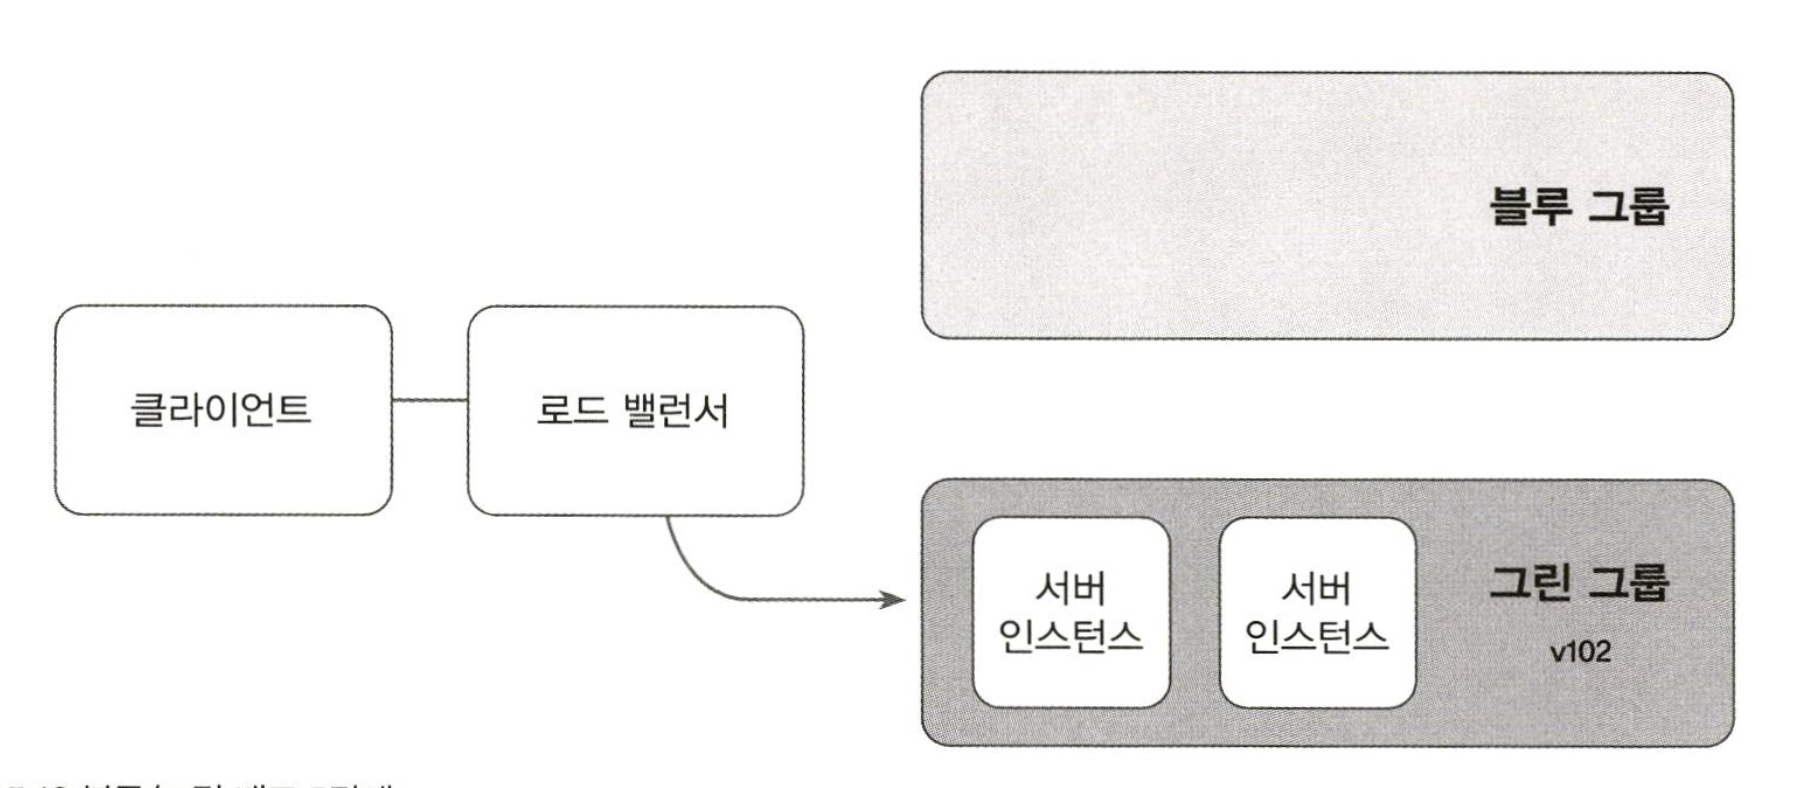 블루 그룹
클라이언트
로드 밸런서
서버
인스턴스
서버
인스턴스
그린 그룹
v102